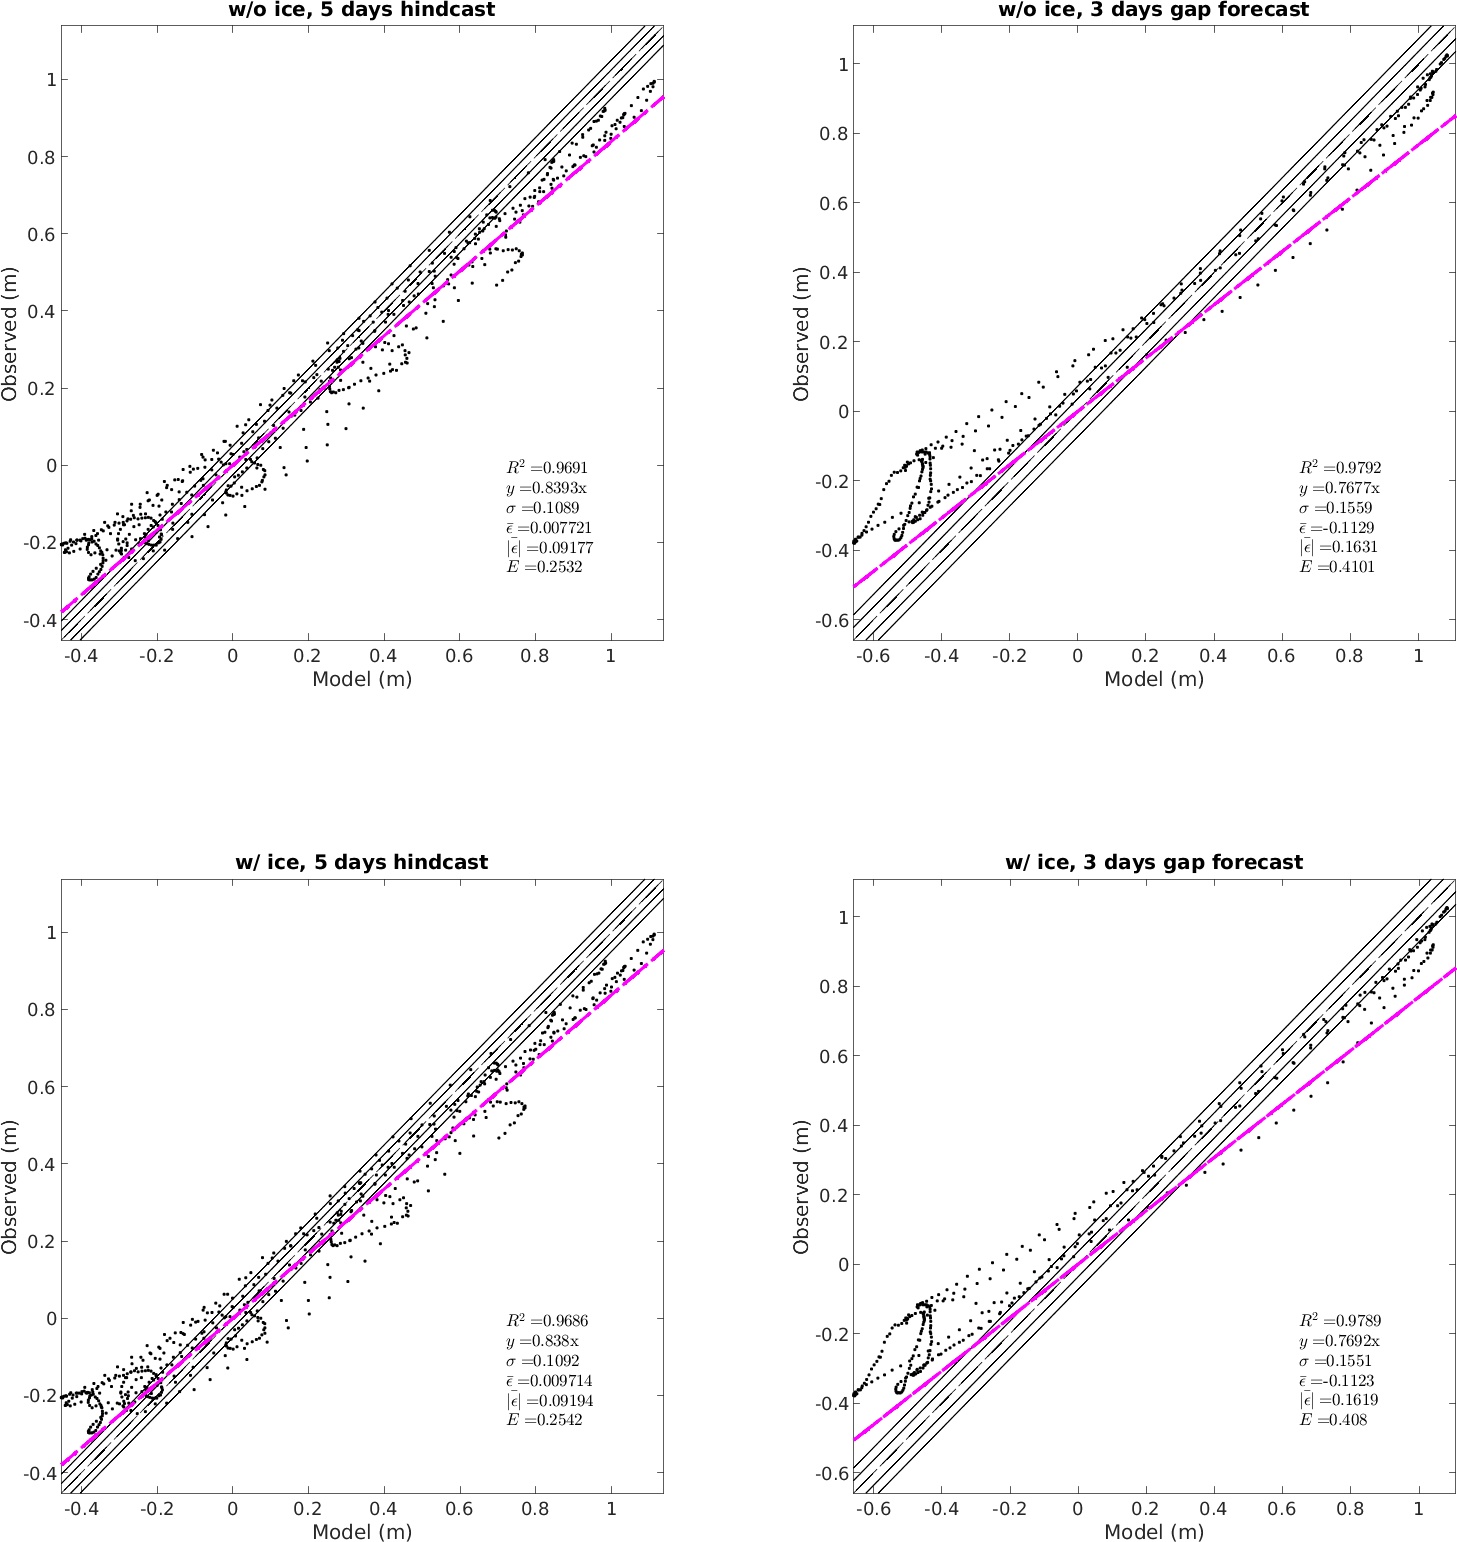 w/o ice, 5 days hindcast
1
0.8
0.6
0.4
0.2
0
-0.2
-0.4
Observed (m)
R² =0.9691
y =0.8393x
σ =0.1089
ε̄ =0.007721
|ε̄| =0.09177
E =0.2532
-0.4 -0.2 0 0.2 0.4 0.6 0.8 1
Model (m)
w/o ice, 3 days gap forecast
1
0.8
0.6
0.4
0.2
0
-0.2
-0.4
-0.6
Observed (m)
R² =0.9792
y =0.7677x
σ =0.1559
ε̄ =-0.1129
|ε̄| =0.1631
E =0.4101
-0.6 -0.4 -0.2 0 0.2 0.4 0.6 0.8 1
Model (m)
w/ ice, 5 days hindcast
1
0.8
0.6
0.4
0.2
0
-0.2
-0.4
Observed (m)
R² =0.9686
y =0.838x
σ =0.1092
ε̄ =0.009714
|ε̄| =0.09194
E =0.2542
-0.4 -0.2 0 0.2 0.4 0.6 0.8 1
Model (m)
w/ ice, 3 days gap forecast
1
0.8
0.6
0.4
0.2
0
-0.2
-0.4
-0.6
Observed (m)
R² =0.9789
y =0.7692x
σ =0.1551
ε̄ =-0.1123
|ε̄| =0.1619
E =0.408
-0.6 -0.4 -0.2 0 0.2 0.4 0.6 0.8 1
Model (m)